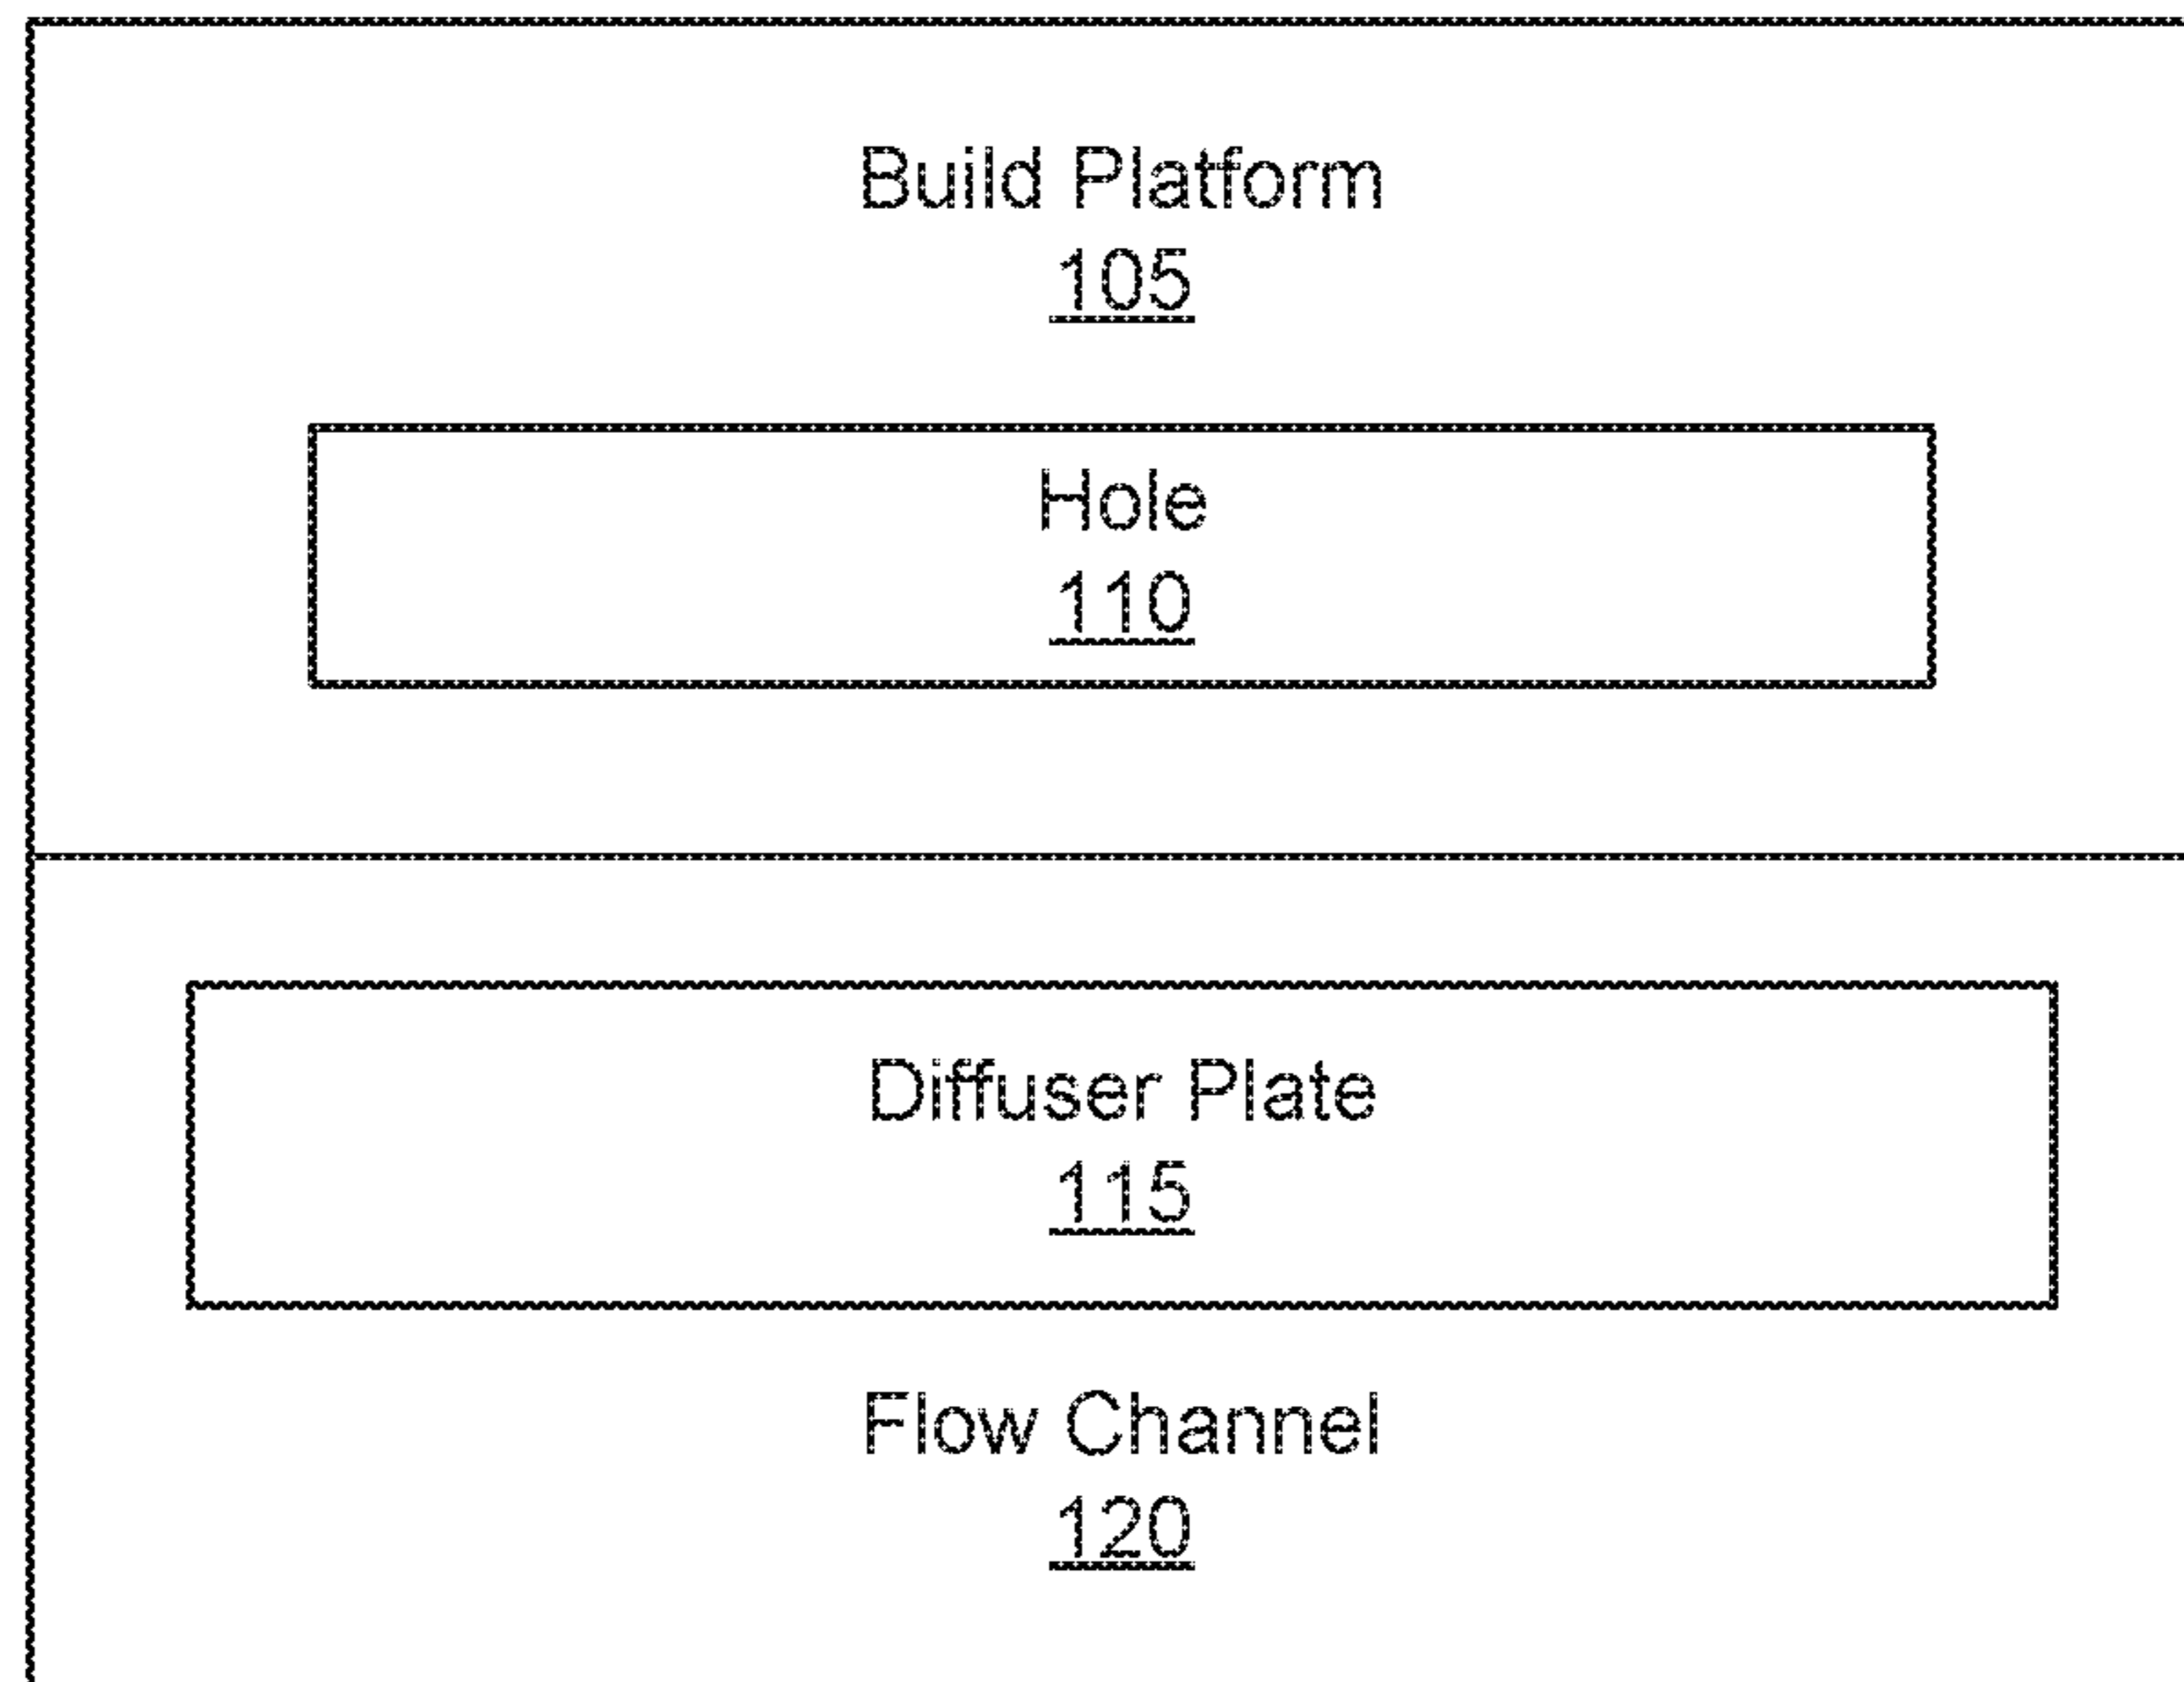 Build Platform
105
Hole
110
Diffuser Plate
115
Flow Channel
120